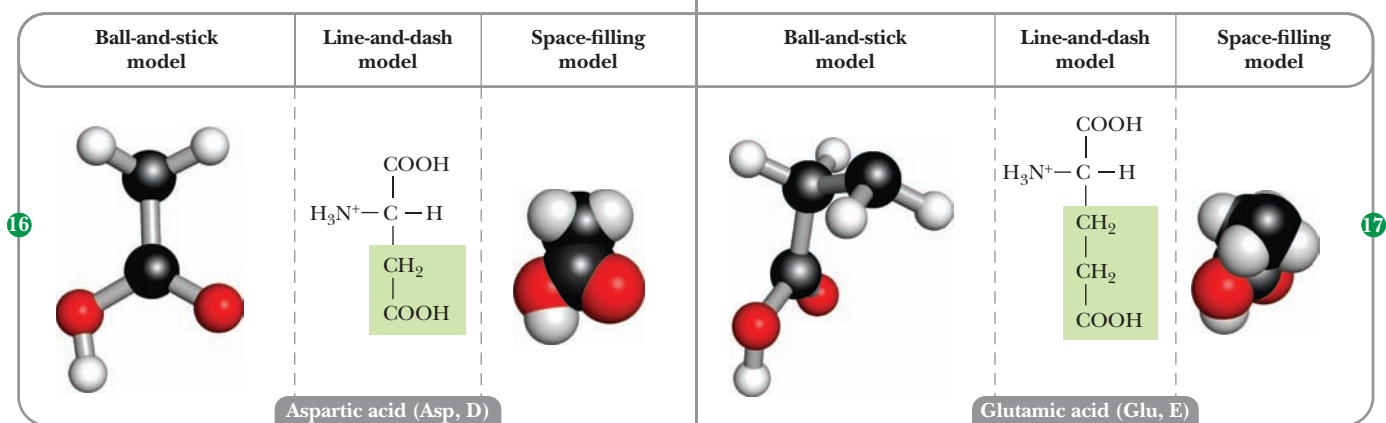 Ball-and-stick
model
Line-and-dash
model
Space-filling
model
Ball-and-stick
model
Line-and-dash
model
Space-filling
model
16
COOH
H₃N⁺—C—H
CH₂
COOH
Aspartic acid (Asp, D)
COOH
H₃N⁺—C—H
CH₂
CH₂
COOH
17
Glutamic acid (Glu, E)